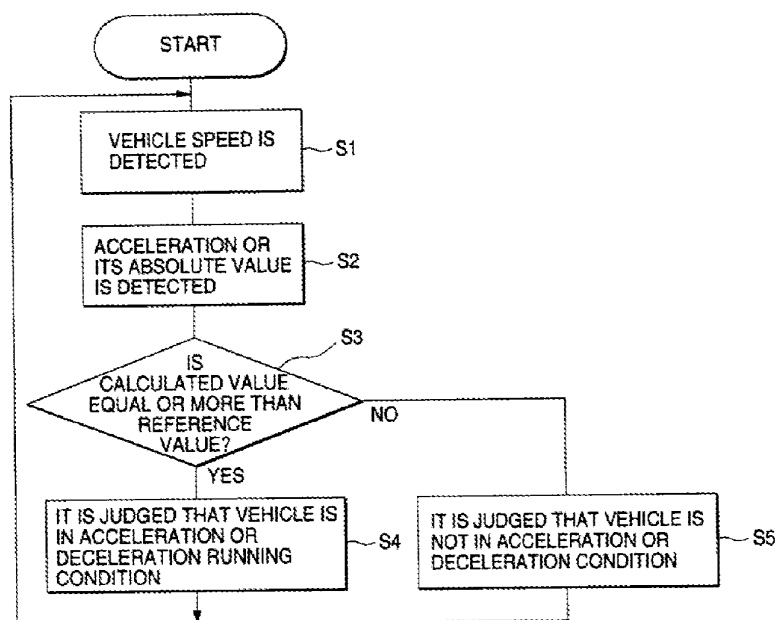 START
VEHICLE SPEED IS
DETECTED
S1
ACCELERATION OR
ITS ABSOLUTE VALUE
IS DETECTED
S2
S3
IS
CALCULATED VALUE
EQUAL OR MORE THAN
REFERENCE
VALUE?
NO
YES
IT IS JUDGED THAT VEHICLE IS
IN ACCELERATION OR
DECELERATION RUNNING
CONDITION
S4
IT IS JUDGED THAT VEHICLE IS
NOT IN ACCELERATION OR
DECELERATION CONDITION
S5